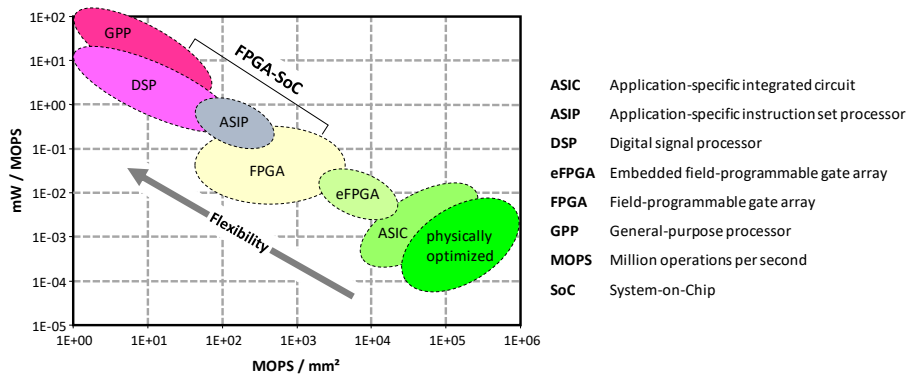 1E+02
1E+01
1E+00
1E-01
1E-02
1E-03
1E-04
1E-05
mW / MOPS
1E+00 1E+01 1E+02 1E+03 1E+04 1E+05 1E+06
MOPS / mm²
GPP
DSP
FPGA-SoC
ASIP
FPGA
eFPGA
ASIC
physically
optimized
Flexibility
ASIC Application-specific integrated circuit
ASIP Application-specific instruction set processor
DSP Digital signal processor
eFPGA Embedded field-programmable gate array
FPGA Field-programmable gate array
GPP General-purpose processor
MOPS Million operations per second
SoC System-on-Chip